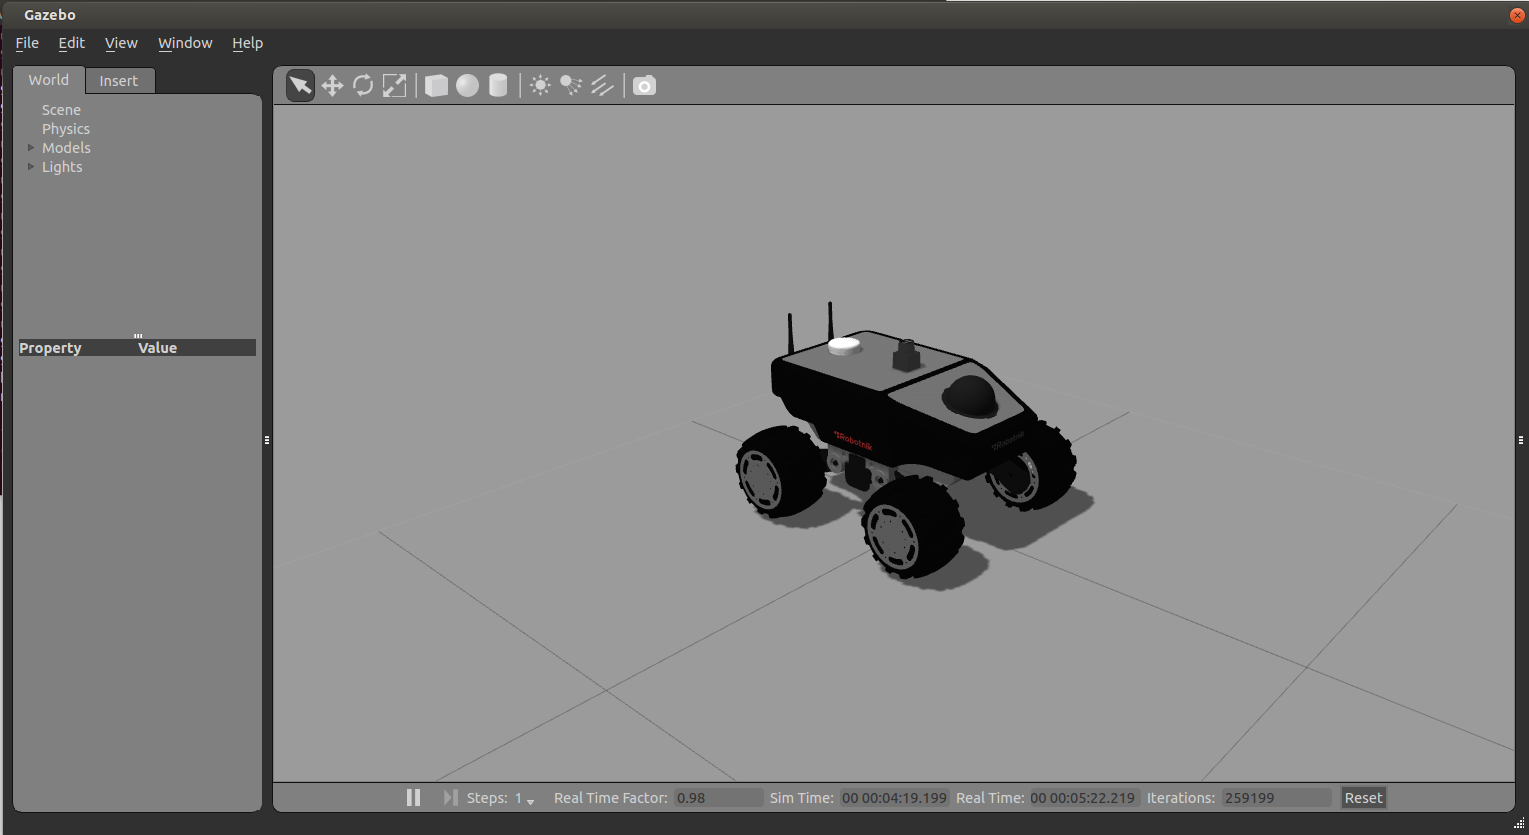 Gazebo
File Edit View Window Help
World Insert
Scene
Physics
Models
Lights
Property Value
Robotnik
Robotnik
Steps: 1 Real Time Factor: 0.98 Sim Time: 00 00:04:19.199 Real Time: 00 00:05:22.219 Iterations: 259199 Reset